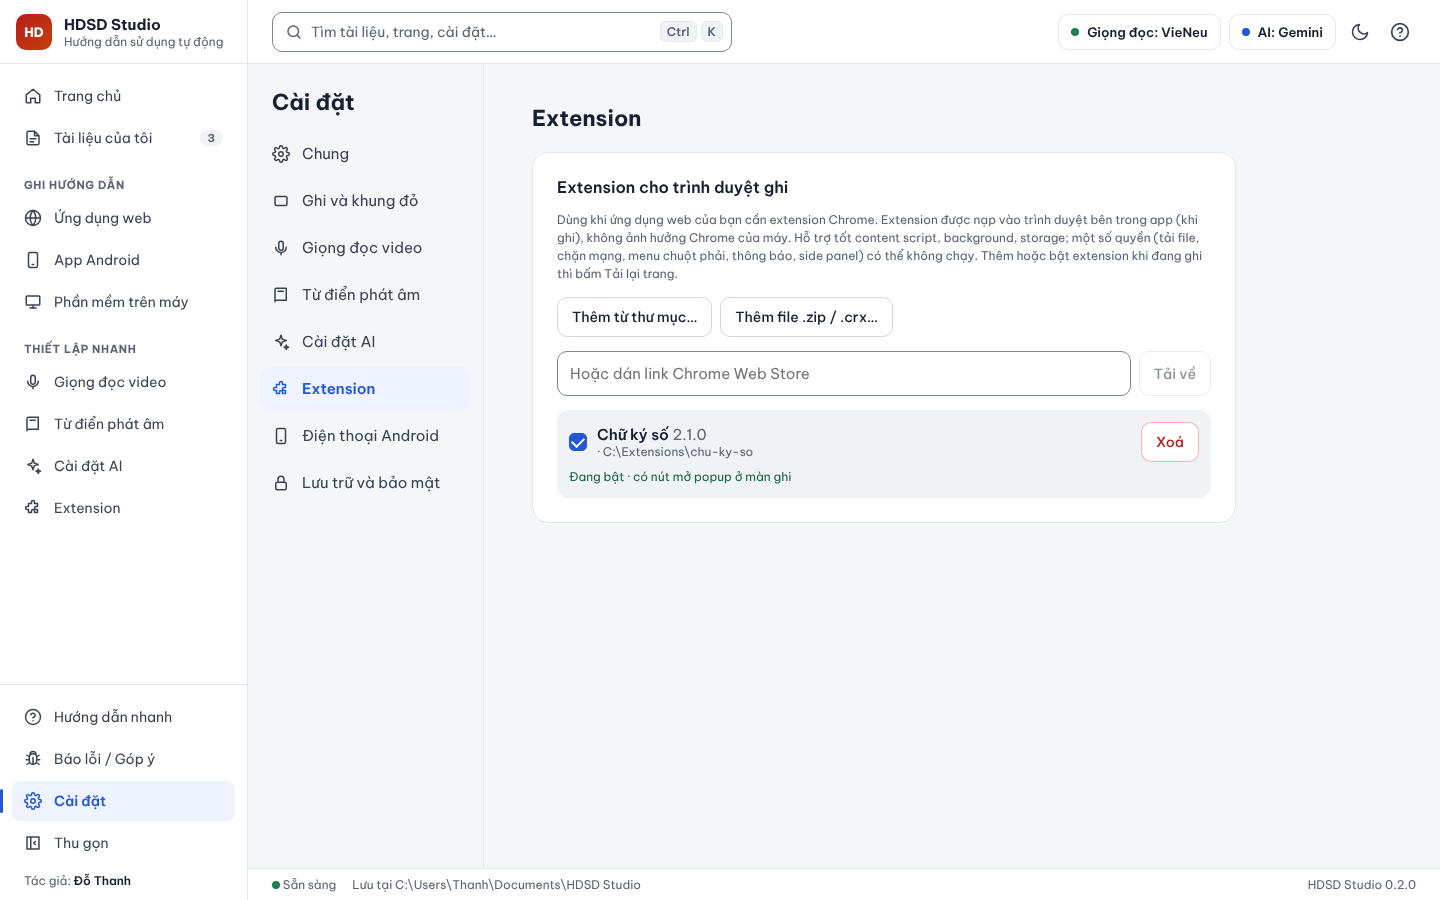 HD
HDSD Studio
Hướng dẫn sử dụng tự động
Tìm tài liệu, trang, cài đặt...
Ctrl K
Giọng đọc: VieNeu
AI: Gemini
Trang chủ
Tài liệu của tôi 3
GHI HƯỚNG DẪN
Ứng dụng web
App Android
Phần mềm trên máy
THIẾT LẬP NHANH
Giọng đọc video
Từ điển phát âm
Cài đặt AI
Extension
Hướng dẫn nhanh
Báo lỗi / Góp ý
Cài đặt
Thu gọn
Tác giả: Đỗ Thanh
Cài đặt
Chung
Ghi và khung đỏ
Giọng đọc video
Từ điển phát âm
Cài đặt AI
Extension
Điện thoại Android
Lưu trữ và bảo mật
Extension
Extension cho trình duyệt ghi
Dùng khi ứng dụng web của bạn cần extension Chrome. Extension được nạp vào trình duyệt bên trong app (khi
ghi), không ảnh hưởng Chrome của máy. Hỗ trợ tốt content script, background, storage; một số quyền (tải file,
chặn mạng, menu chuột phải, thông báo, side panel) có thể không chạy. Thêm hoặc bật extension khi đang ghi
thì bấm Tải lại trang.
Thêm từ thư mục...
Thêm file .zip / .crx...
Hoặc dán link Chrome Web Store
Tải về
Chữ ký số 2.1.0
· C:\Extensions\chu-ky-so
Xoá
Đang bật · có nút mở popup ở màn ghi
Sẵn sàng
Lưu tại C:\Users\Thanh\Documents\HDSD Studio
HDSD Studio 0.2.0